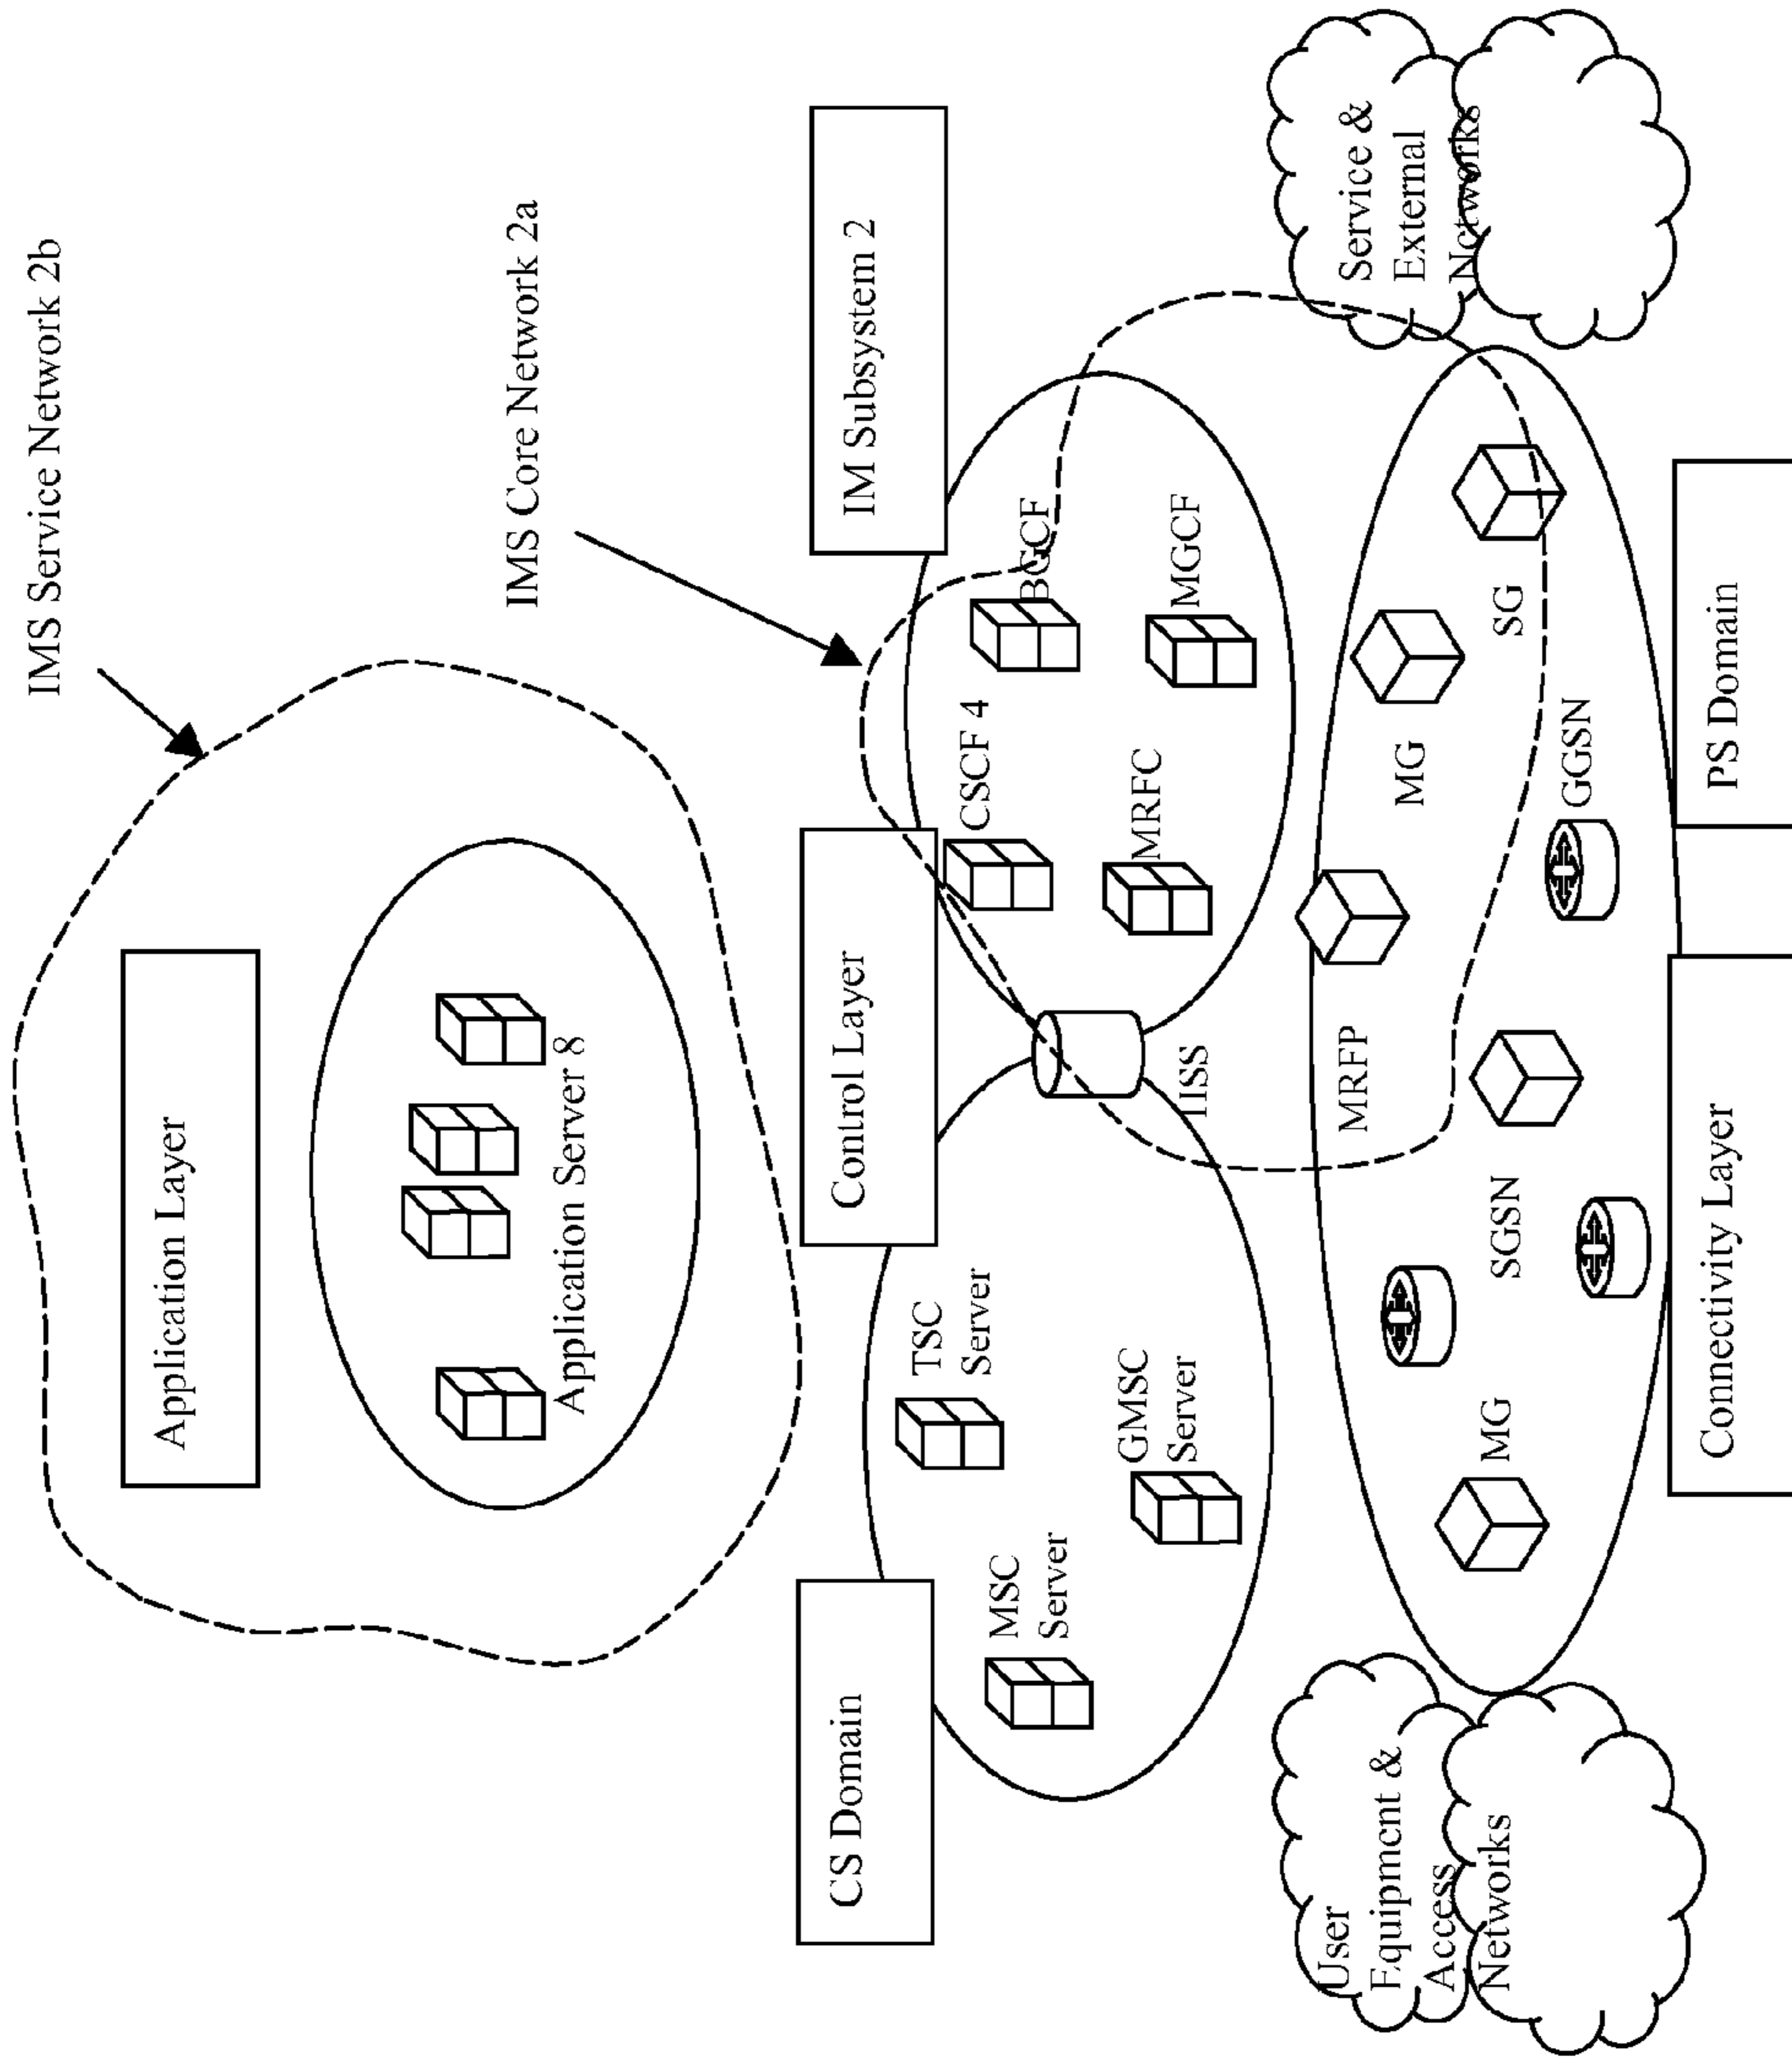 IMS Service Network 2b
Application Layer
Application Server 8
IMS Core Network 2a
CS Domain
Control Layer
IM Subsystem 2
TSC
Server
MSC
Server
GMSC
Server
CSCF 4
BGCF
MRFC
MGCF
HSS
User
Equipment &
Access
Networks
Service &
External
Networks
MRFP
MG
SG
MG
SGSN
GGSN
Connectivity Layer
PS Domain